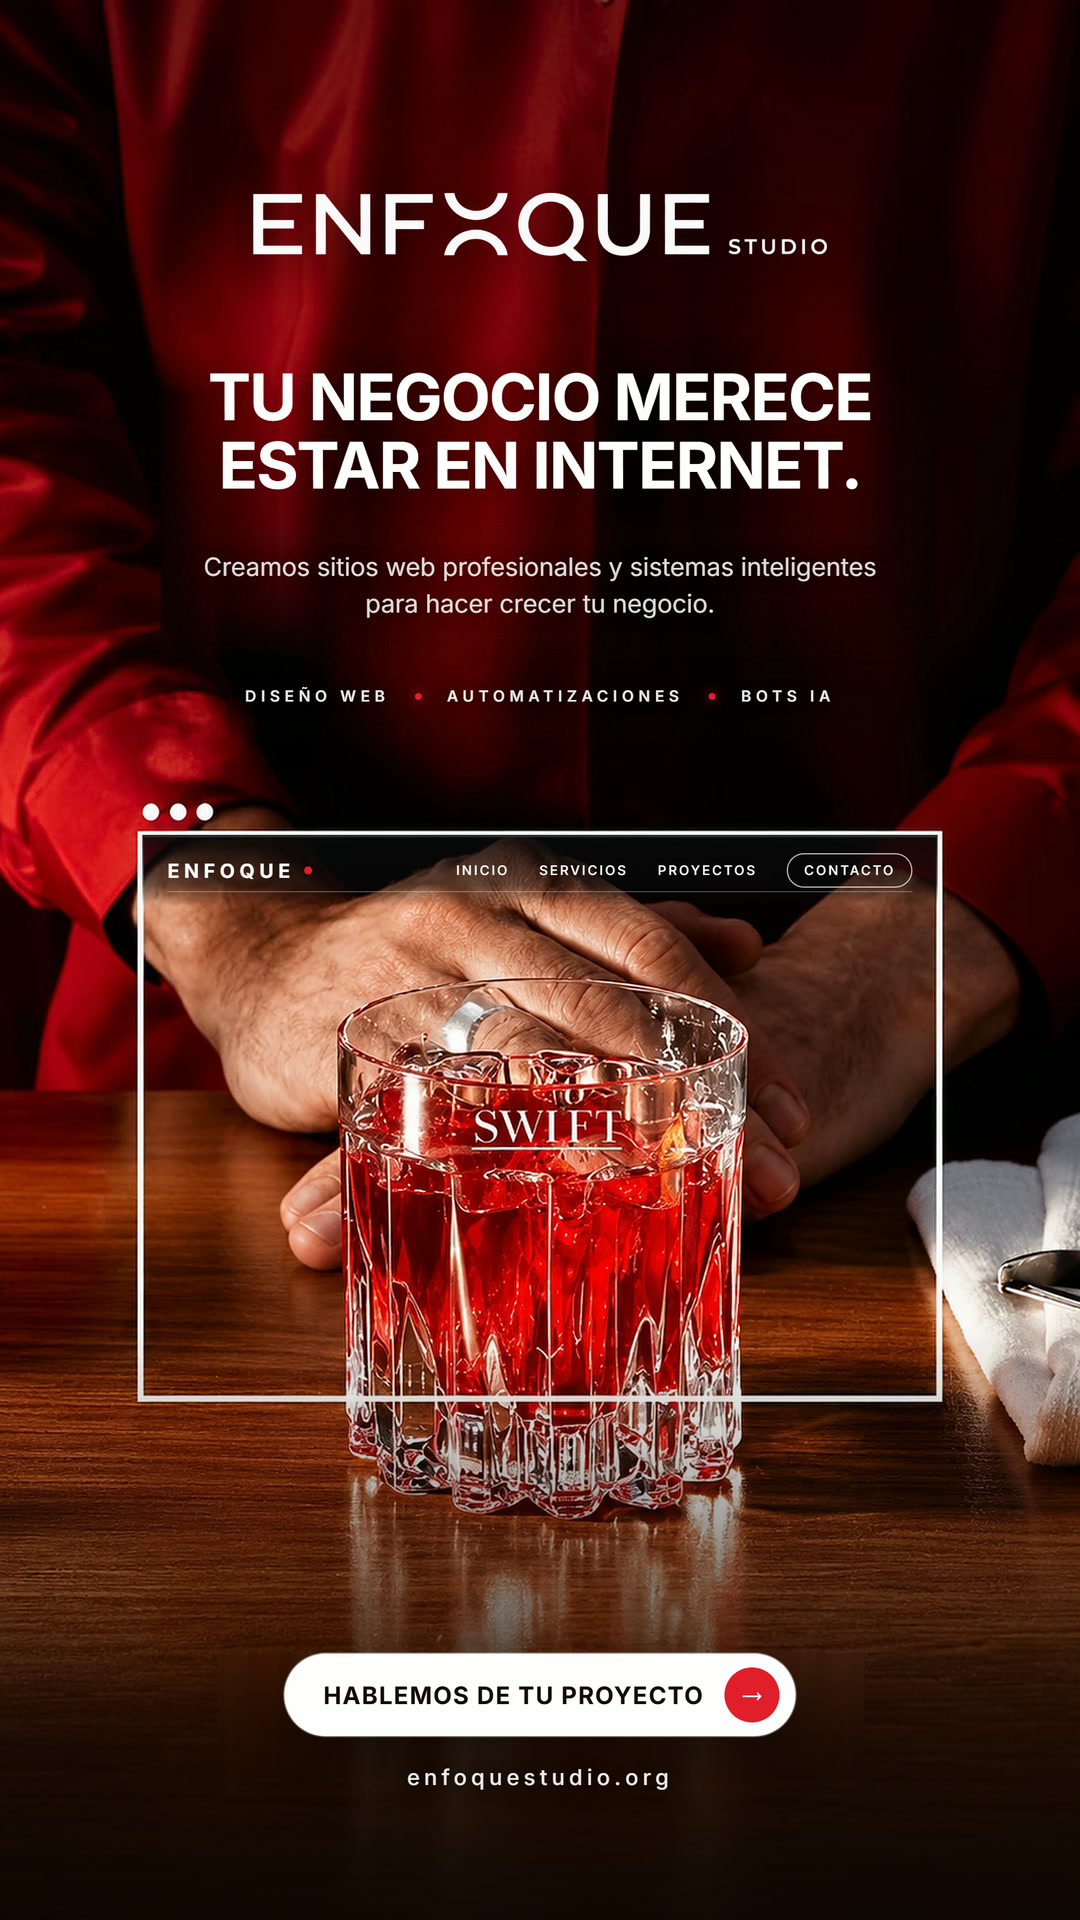 ENFOQUE STUDIO
TU NEGOCIO MERECE
ESTAR EN INTERNET.
Creamos sitios web profesionales y sistemas inteligentes
para hacer crecer tu negocio.
DISEÑO WEB • AUTOMATIZACIONES • BOTS IA
ENFOQUE • INICIO SERVICIOS PROYECTOS CONTACTO
SWIFT
HABLEMOS DE TU PROYECTO →
enfoquestudio.org